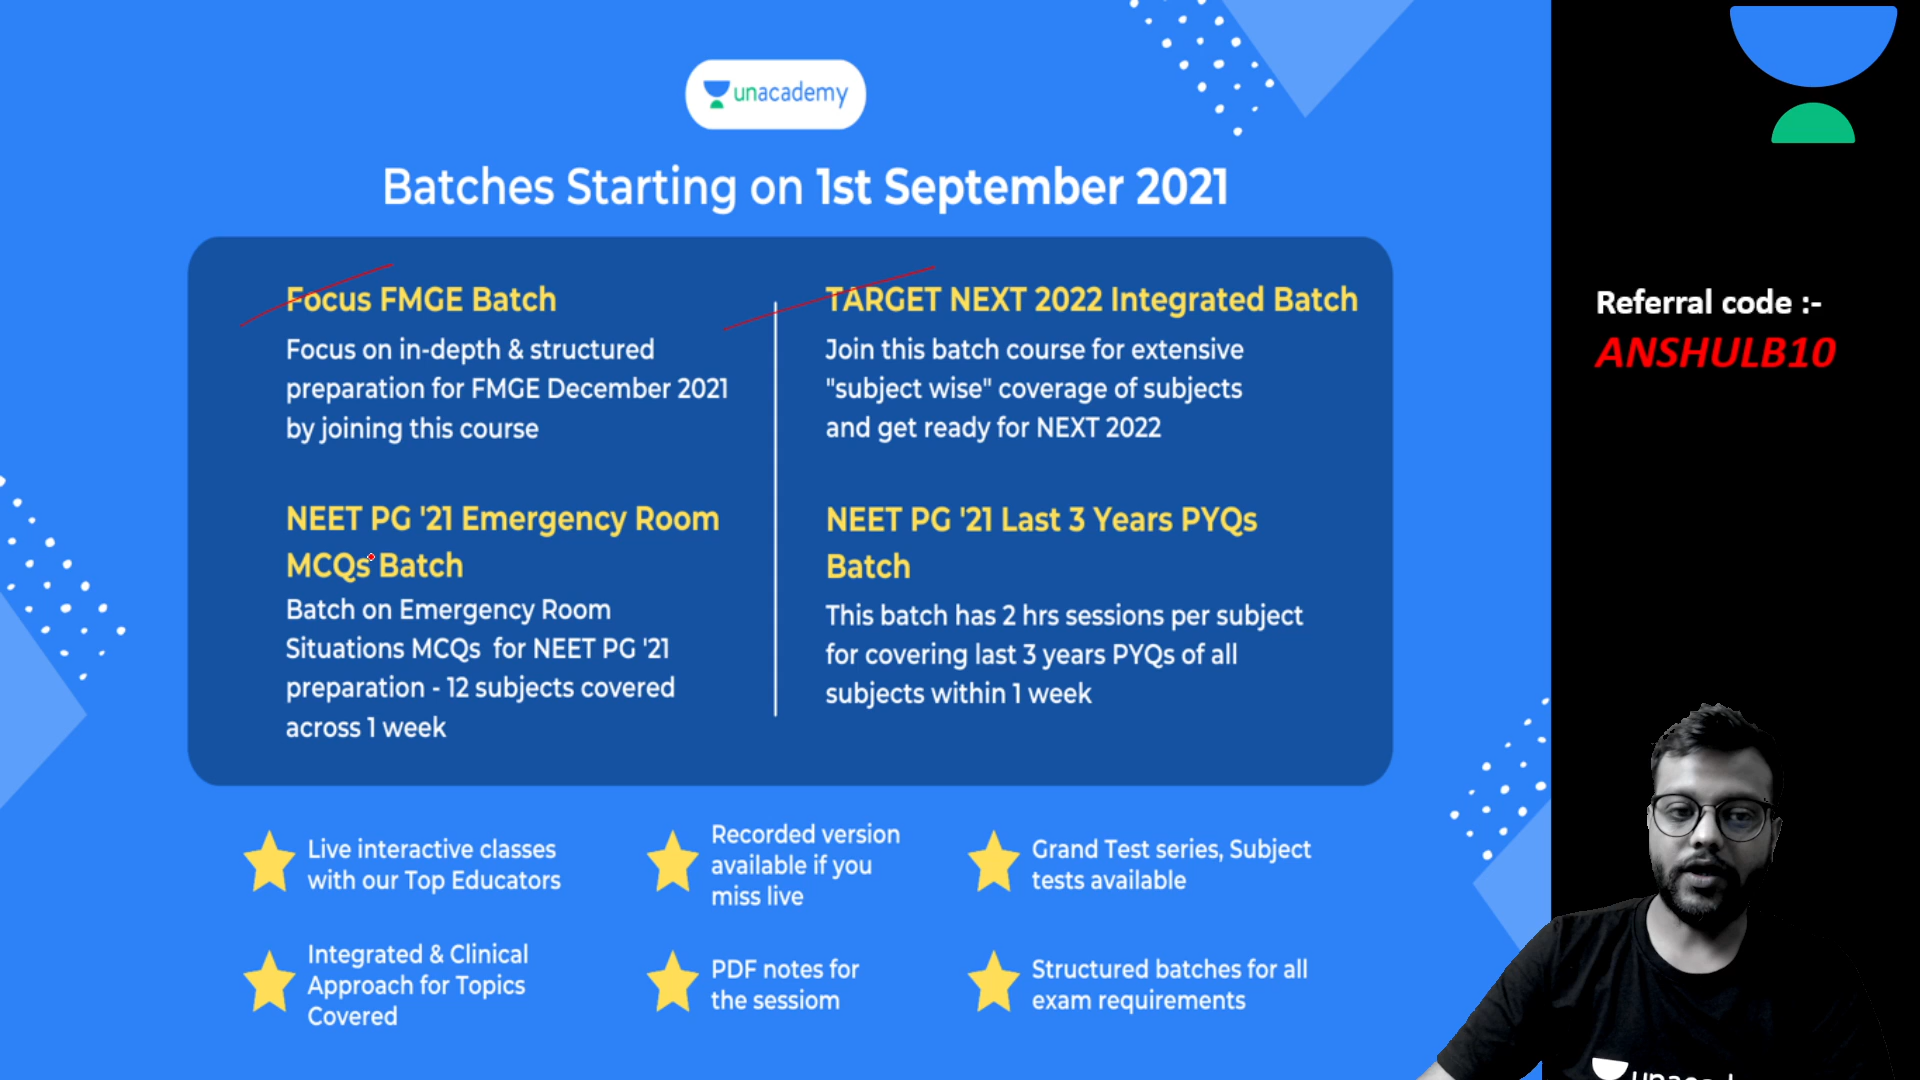 unacademy
Batches Starting on 1st September 2021
Focus FMGE Batch
Focus on in-depth & structured
preparation for FMGE December 2021
by joining this course
TARGET NEXT 2022 Integrated Batch
Join this batch course for extensive
"subject wise" coverage of subjects
and get ready for NEXT 2022
NEET PG '21 Emergency Room
MCQs Batch
Batch on Emergency Room
Situations MCQs for NEET PG '21
preparation - 12 subjects covered
across 1 week
NEET PG '21 Last 3 Years PYQs
Batch
This batch has 2 hrs sessions per subject
for covering last 3 years PYQs of all
subjects within 1 week
Live interactive classes
with our Top Educators
Recorded version
available if you
miss live
Grand Test series, Subject
tests available
Integrated & Clinical
Approach for Topics
Covered
PDF notes for
the sessiom
Structured batches for all
exam requirements
Referral code :-
ANSHULB10